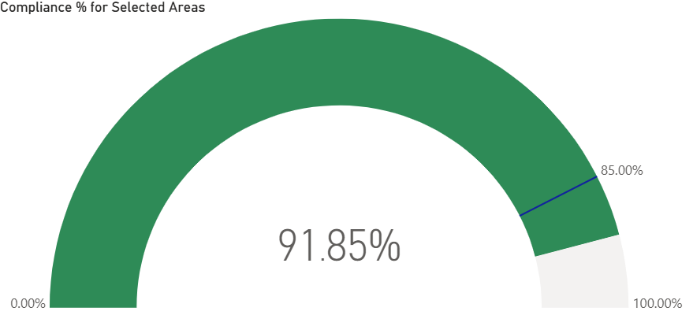 Compliance % for Selected Areas
85.00%
91.85%
0.00%
100.00%